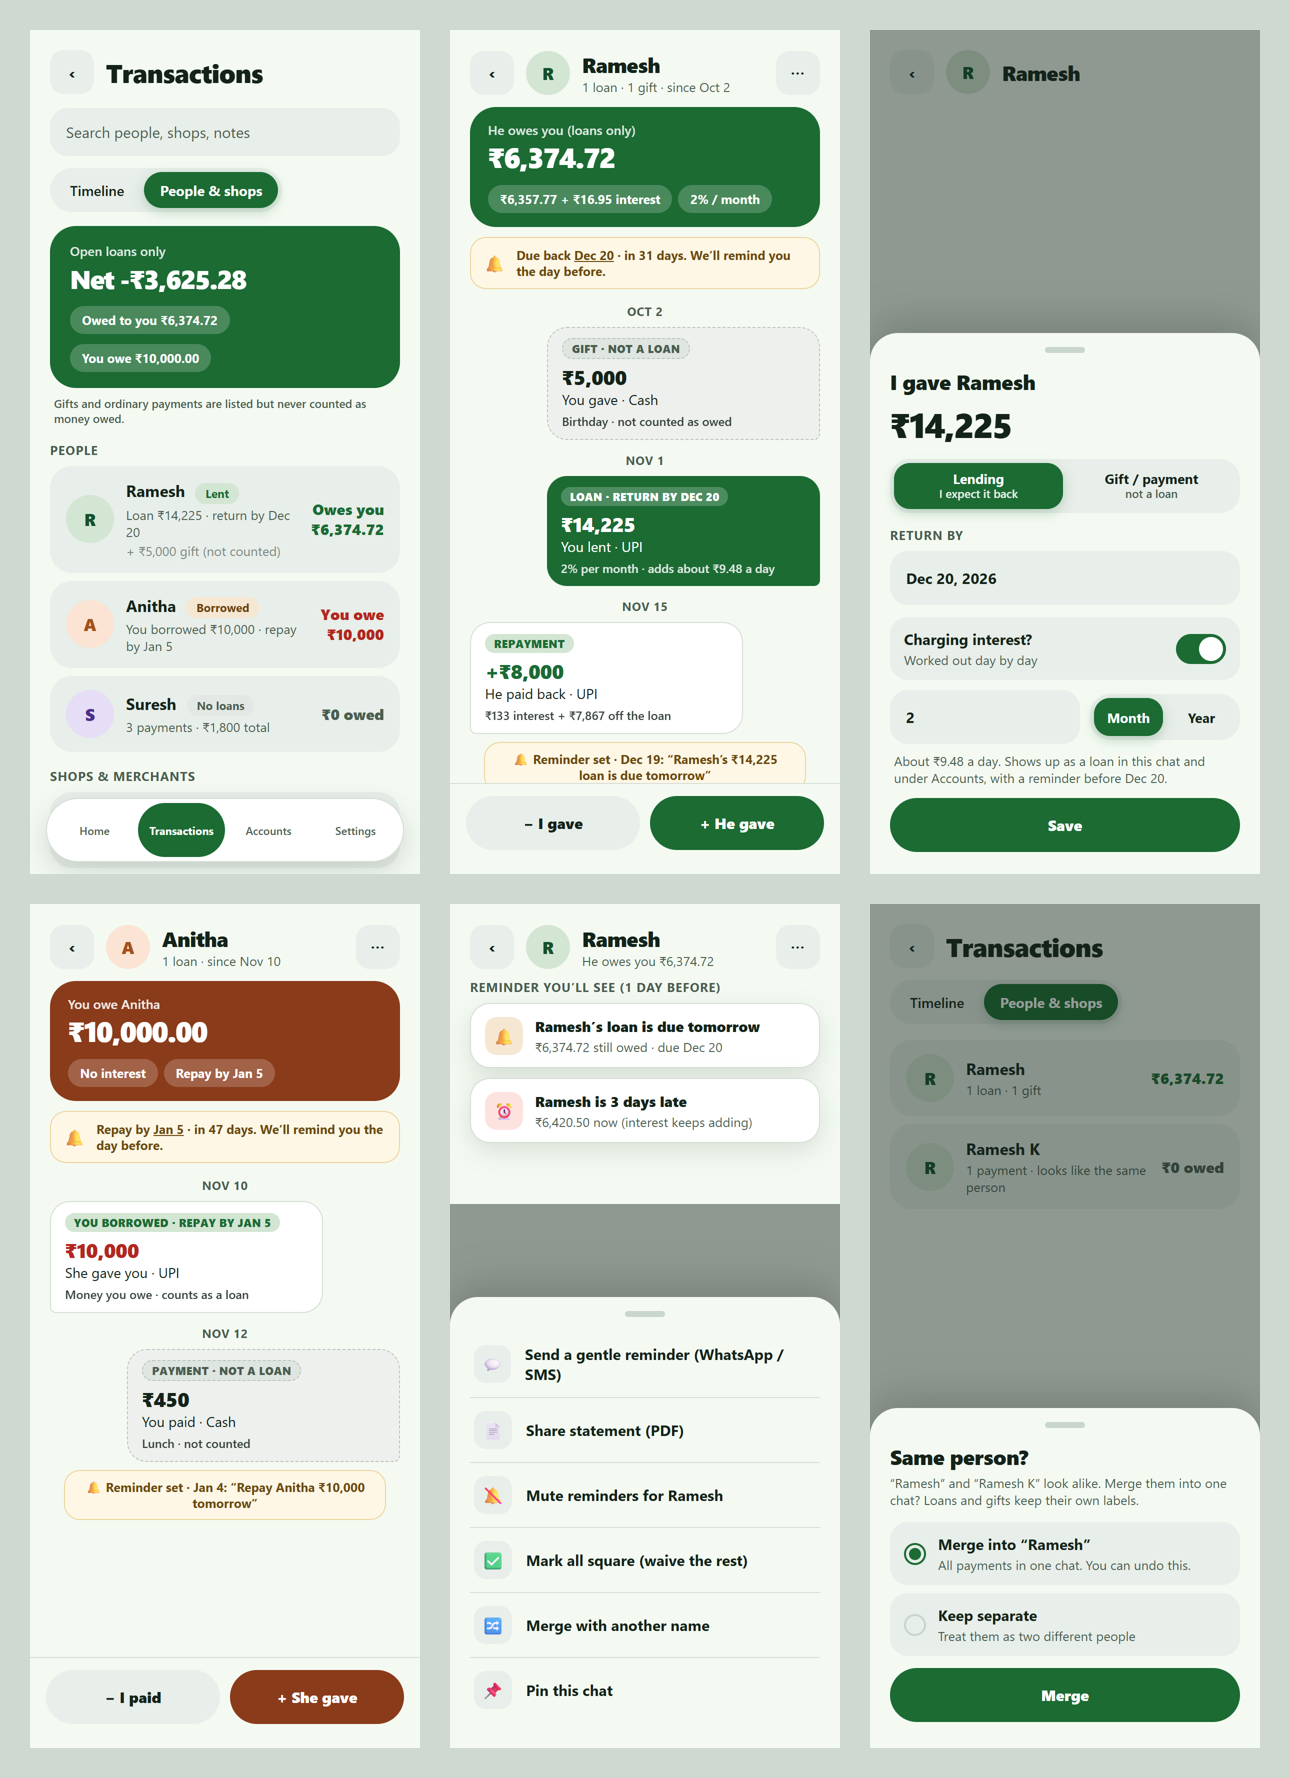 ‹ Transactions
Search people, shops, notes
Timeline People & shops
Open loans only
Net -₹3,625.28
Owed to you ₹6,374.72
You owe ₹10,000.00
Gifts and ordinary payments are listed but never counted as
money owed.
PEOPLE
R
Ramesh Lent
Loan ₹14,225 · return by Dec
20
+ ₹5,000 gift (not counted)
Owes you
₹6,374.72
A
Anitha Borrowed
You borrowed ₹10,000 · repay
by Jan 5
You owe
₹10,000
S
Suresh No loans
3 payments · ₹1,800 total
₹0 owed
SHOPS & MERCHANTS
Home Transactions Accounts Settings
‹ R Ramesh ...
1 loan · 1 gift · since Oct 2
He owes you (loans only)
₹6,374.72
₹6,357.77 + ₹16.95 interest 2% / month
Due back Dec 20 · in 31 days. We’ll remind you
the day before.
OCT 2
GIFT · NOT A LOAN
₹5,000
You gave · Cash
Birthday · not counted as owed
NOV 1
LOAN · RETURN BY DEC 20
₹14,225
You lent · UPI
2% per month · adds about ₹9.48 a day
NOV 15
REPAYMENT
+₹8,000
He paid back · UPI
₹133 interest + ₹7,867 off the loan
Reminder set · Dec 19: “Ramesh’s ₹14,225
loan is due tomorrow”
– I gave + He gave
‹ R Ramesh
I gave Ramesh
₹14,225
Lending Gift / payment
I expect it back not a loan
RETURN BY
Dec 20, 2026
Charging interest?
Worked out day by day
2 Month Year
About ₹9.48 a day. Shows up as a loan in this chat and
under Accounts, with a reminder before Dec 20.
Save
‹ A Anitha ...
1 loan · since Nov 10
You owe Anitha
₹10,000.00
No interest Repay by Jan 5
Repay by Jan 5 · in 47 days. We’ll remind you the
day before.
NOV 10
YOU BORROWED · REPAY BY JAN 5
₹10,000
She gave you · UPI
Money you owe · counts as a loan
NOV 12
PAYMENT · NOT A LOAN
₹450
You paid · Cash
Lunch · not counted
Reminder set · Jan 4: “Repay Anitha ₹10,000
tomorrow”
– I paid + She gave
‹ R Ramesh ...
He owes you ₹6,374.72
REMINDER YOU’LL SEE (1 DAY BEFORE)
Ramesh’s loan is due tomorrow
₹6,374.72 still owed · due Dec 20
Ramesh is 3 days late
₹6,420.50 now (interest keeps adding)
Send a gentle reminder (WhatsApp /
SMS)
Share statement (PDF)
Mute reminders for Ramesh
Mark all square (waive the rest)
Merge with another name
Pin this chat
‹ Transactions
Timeline People & shops
R
Ramesh
1 loan · 1 gift
₹6,374.72
R
Ramesh K
1 payment · looks like the same
person
₹0 owed
Same person?
“Ramesh” and “Ramesh K” look alike. Merge them into one
chat? Loans and gifts keep their own labels.
Merge into “Ramesh”
All payments in one chat. You can undo this.
Keep separate
Treat them as two different people
Merge